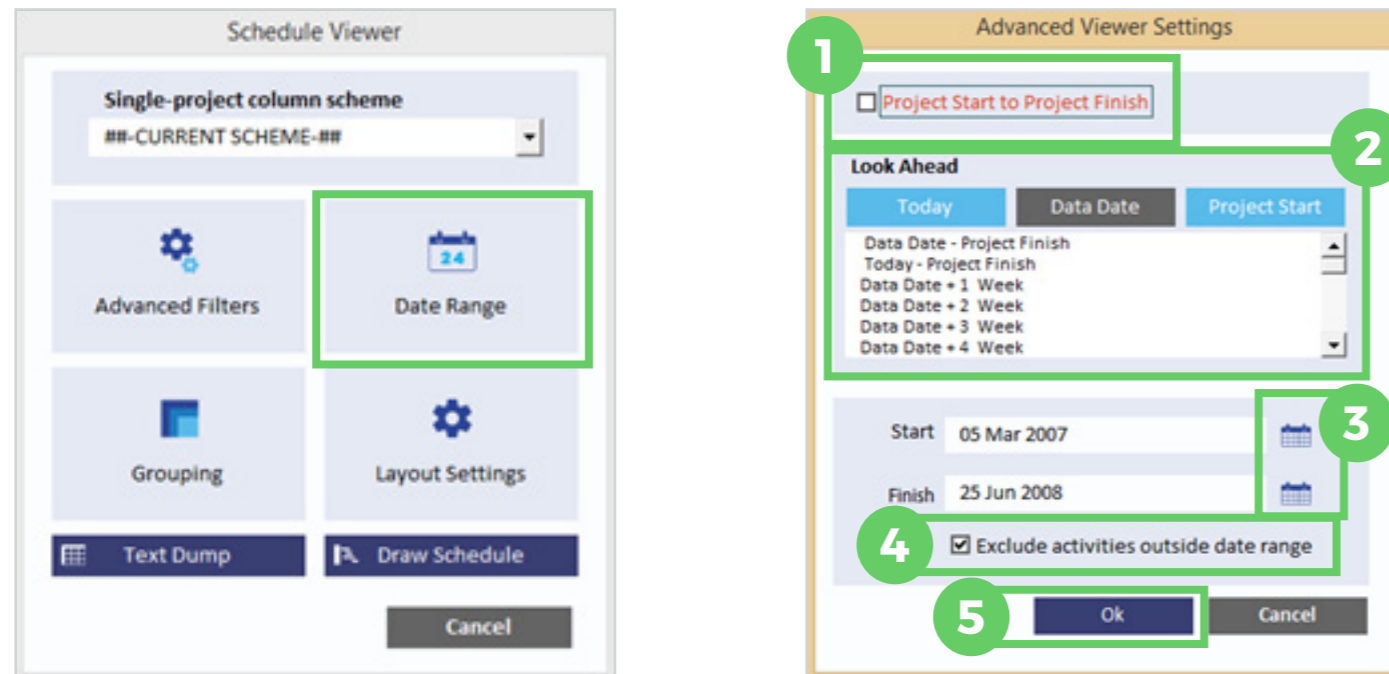 Schedule Viewer
Single-project column scheme
##-CURRENT SCHEME-##
Advanced Filters
24
Date Range
Grouping
Layout Settings
Text Dump
Draw Schedule
Cancel
Advanced Viewer Settings
1
Project Start to Project Finish
2
Look Ahead
Today Data Date Project Start
Data Date - Project Finish
Today - Project Finish
Data Date + 1 Week
Data Date + 2 Week
Data Date + 3 Week
Data Date + 4 Week
3
Start 05 Mar 2007
Finish 25 Jun 2008
4
Exclude activities outside date range
5
Ok Cancel